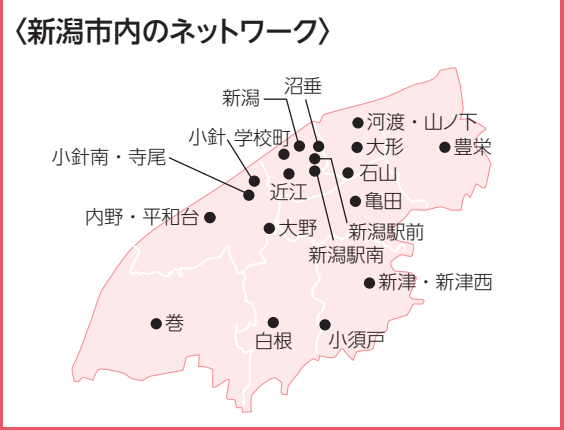 〈新潟市内のネットワーク〉
沼垂
新潟
河渡・山ノ下
小針
学校町
大形
豊栄
小針南・寺尾
石山
近江
亀田
内野・平和台
大野
新潟駅前
新潟駅南
新津・新津西
巻
白根
小須戸